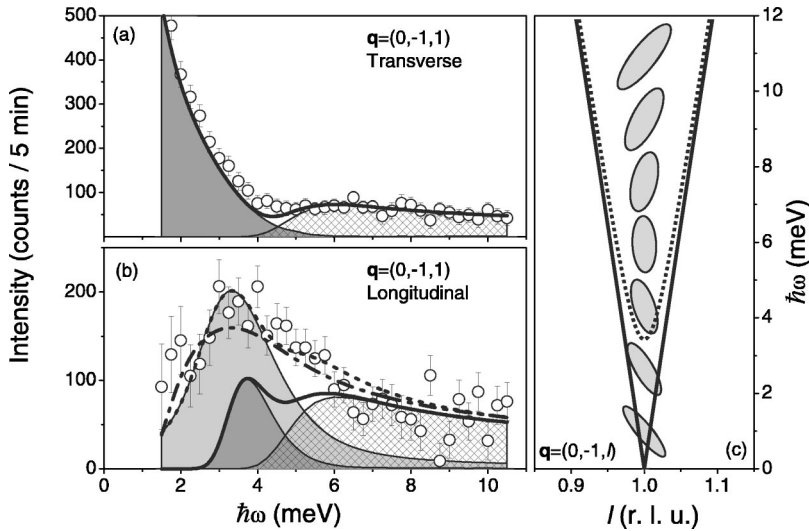 (a)
q=(0,-1,1)
Transverse
500
400
300
200
100
(b)
q=(0,-1,1)
Longitudinal
200
100
0
2 4 6 8 10
ħω (meV)
Intensity (counts / 5 min)
12
10
8
6
4
2
0
ħω (meV)
q=(0,-1,l)
(c)
0.9 1.0 1.1
l (r. l. u.)